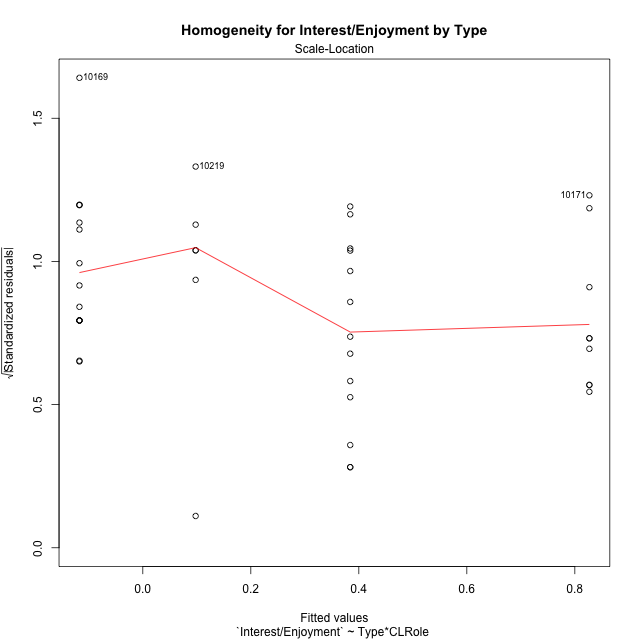 Homogeneity for Interest/Enjoyment by Type
Scale-Location
10169
10219
10171
1.5
1.0
0.5
0.0
√|Standardized residuals|
0.0 0.2 0.4 0.6 0.8
Fitted values
`Interest/Enjoyment` ~ Type*CLRole